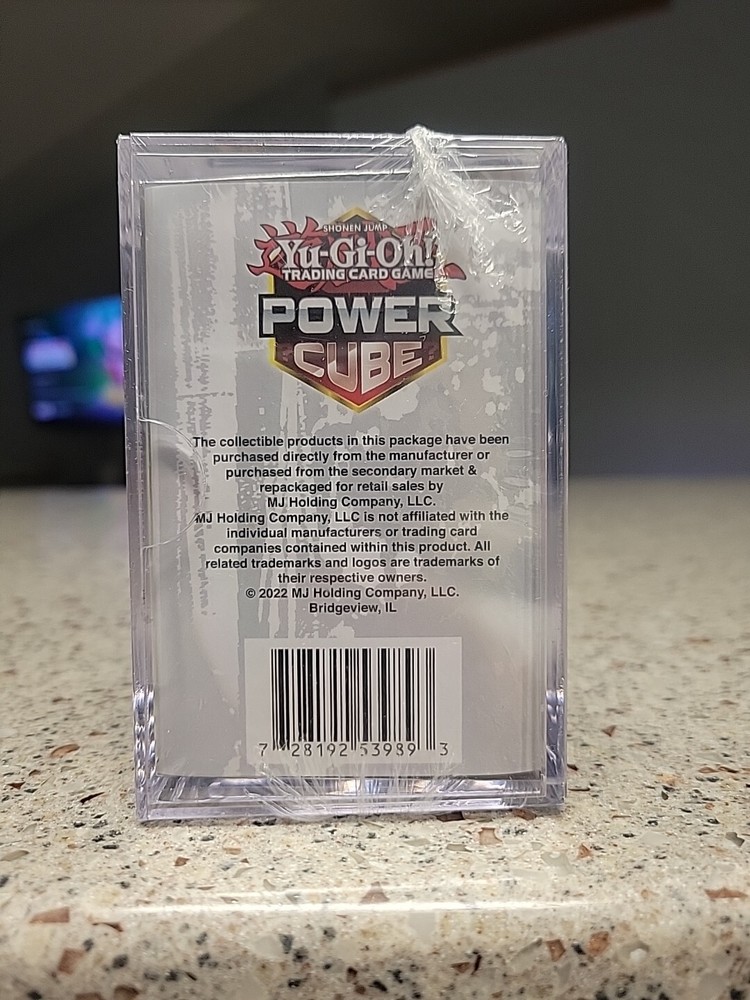 SHONEN JUMP
Yu-Gi-Oh!
TRADING CARD GAME
POWER
CUBE
The collectible products in this package have been
purchased directly from the manufacturer or
purchased from the secondary market &
repackaged for retail sales by
MJ Holding Company, LLC.
MJ Holding Company, LLC is not affiliated with the
individual manufacturers or trading card
companies contained within this product. All
related trademarks and logos are trademarks of
their respective owners.
© 2022 MJ Holding Company, LLC.
Bridgeview, IL
7 28192 53989 3